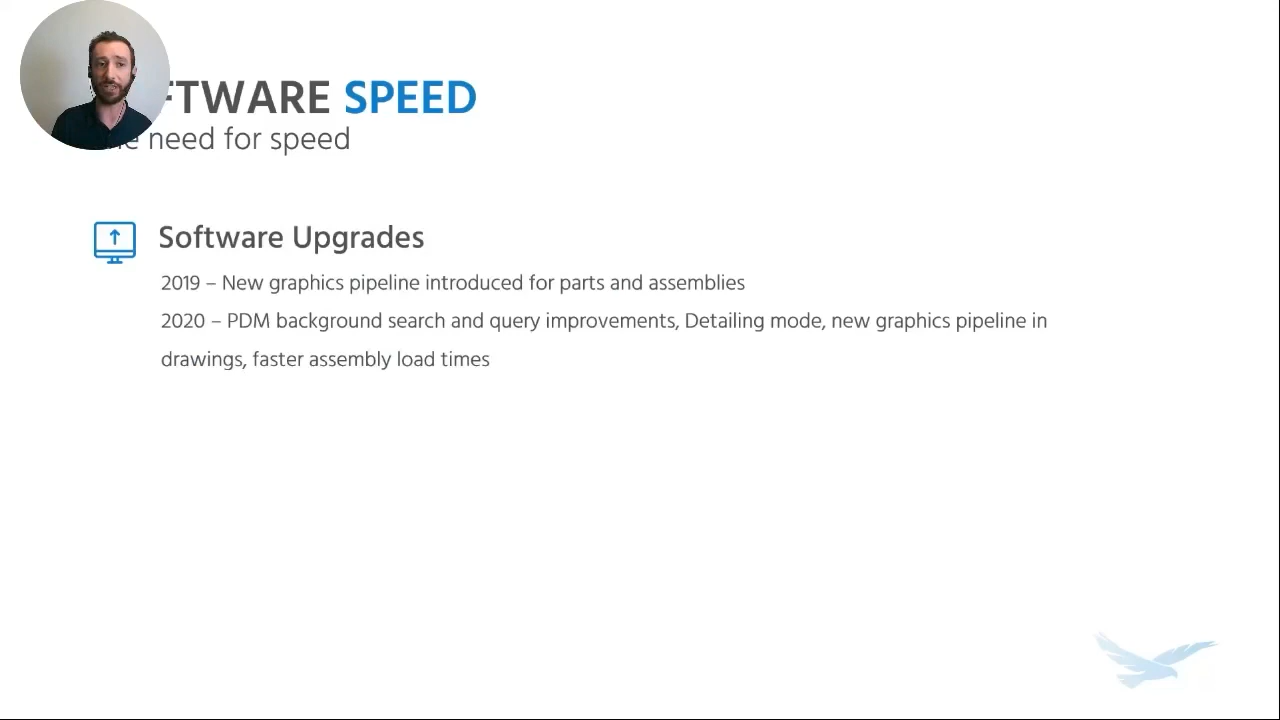 FTWARE SPEED
need for speed
Software Upgrades
2019 – New graphics pipeline introduced for parts and assemblies
2020 – PDM background search and query improvements, Detailing mode, new graphics pipeline in
drawings, faster assembly load times